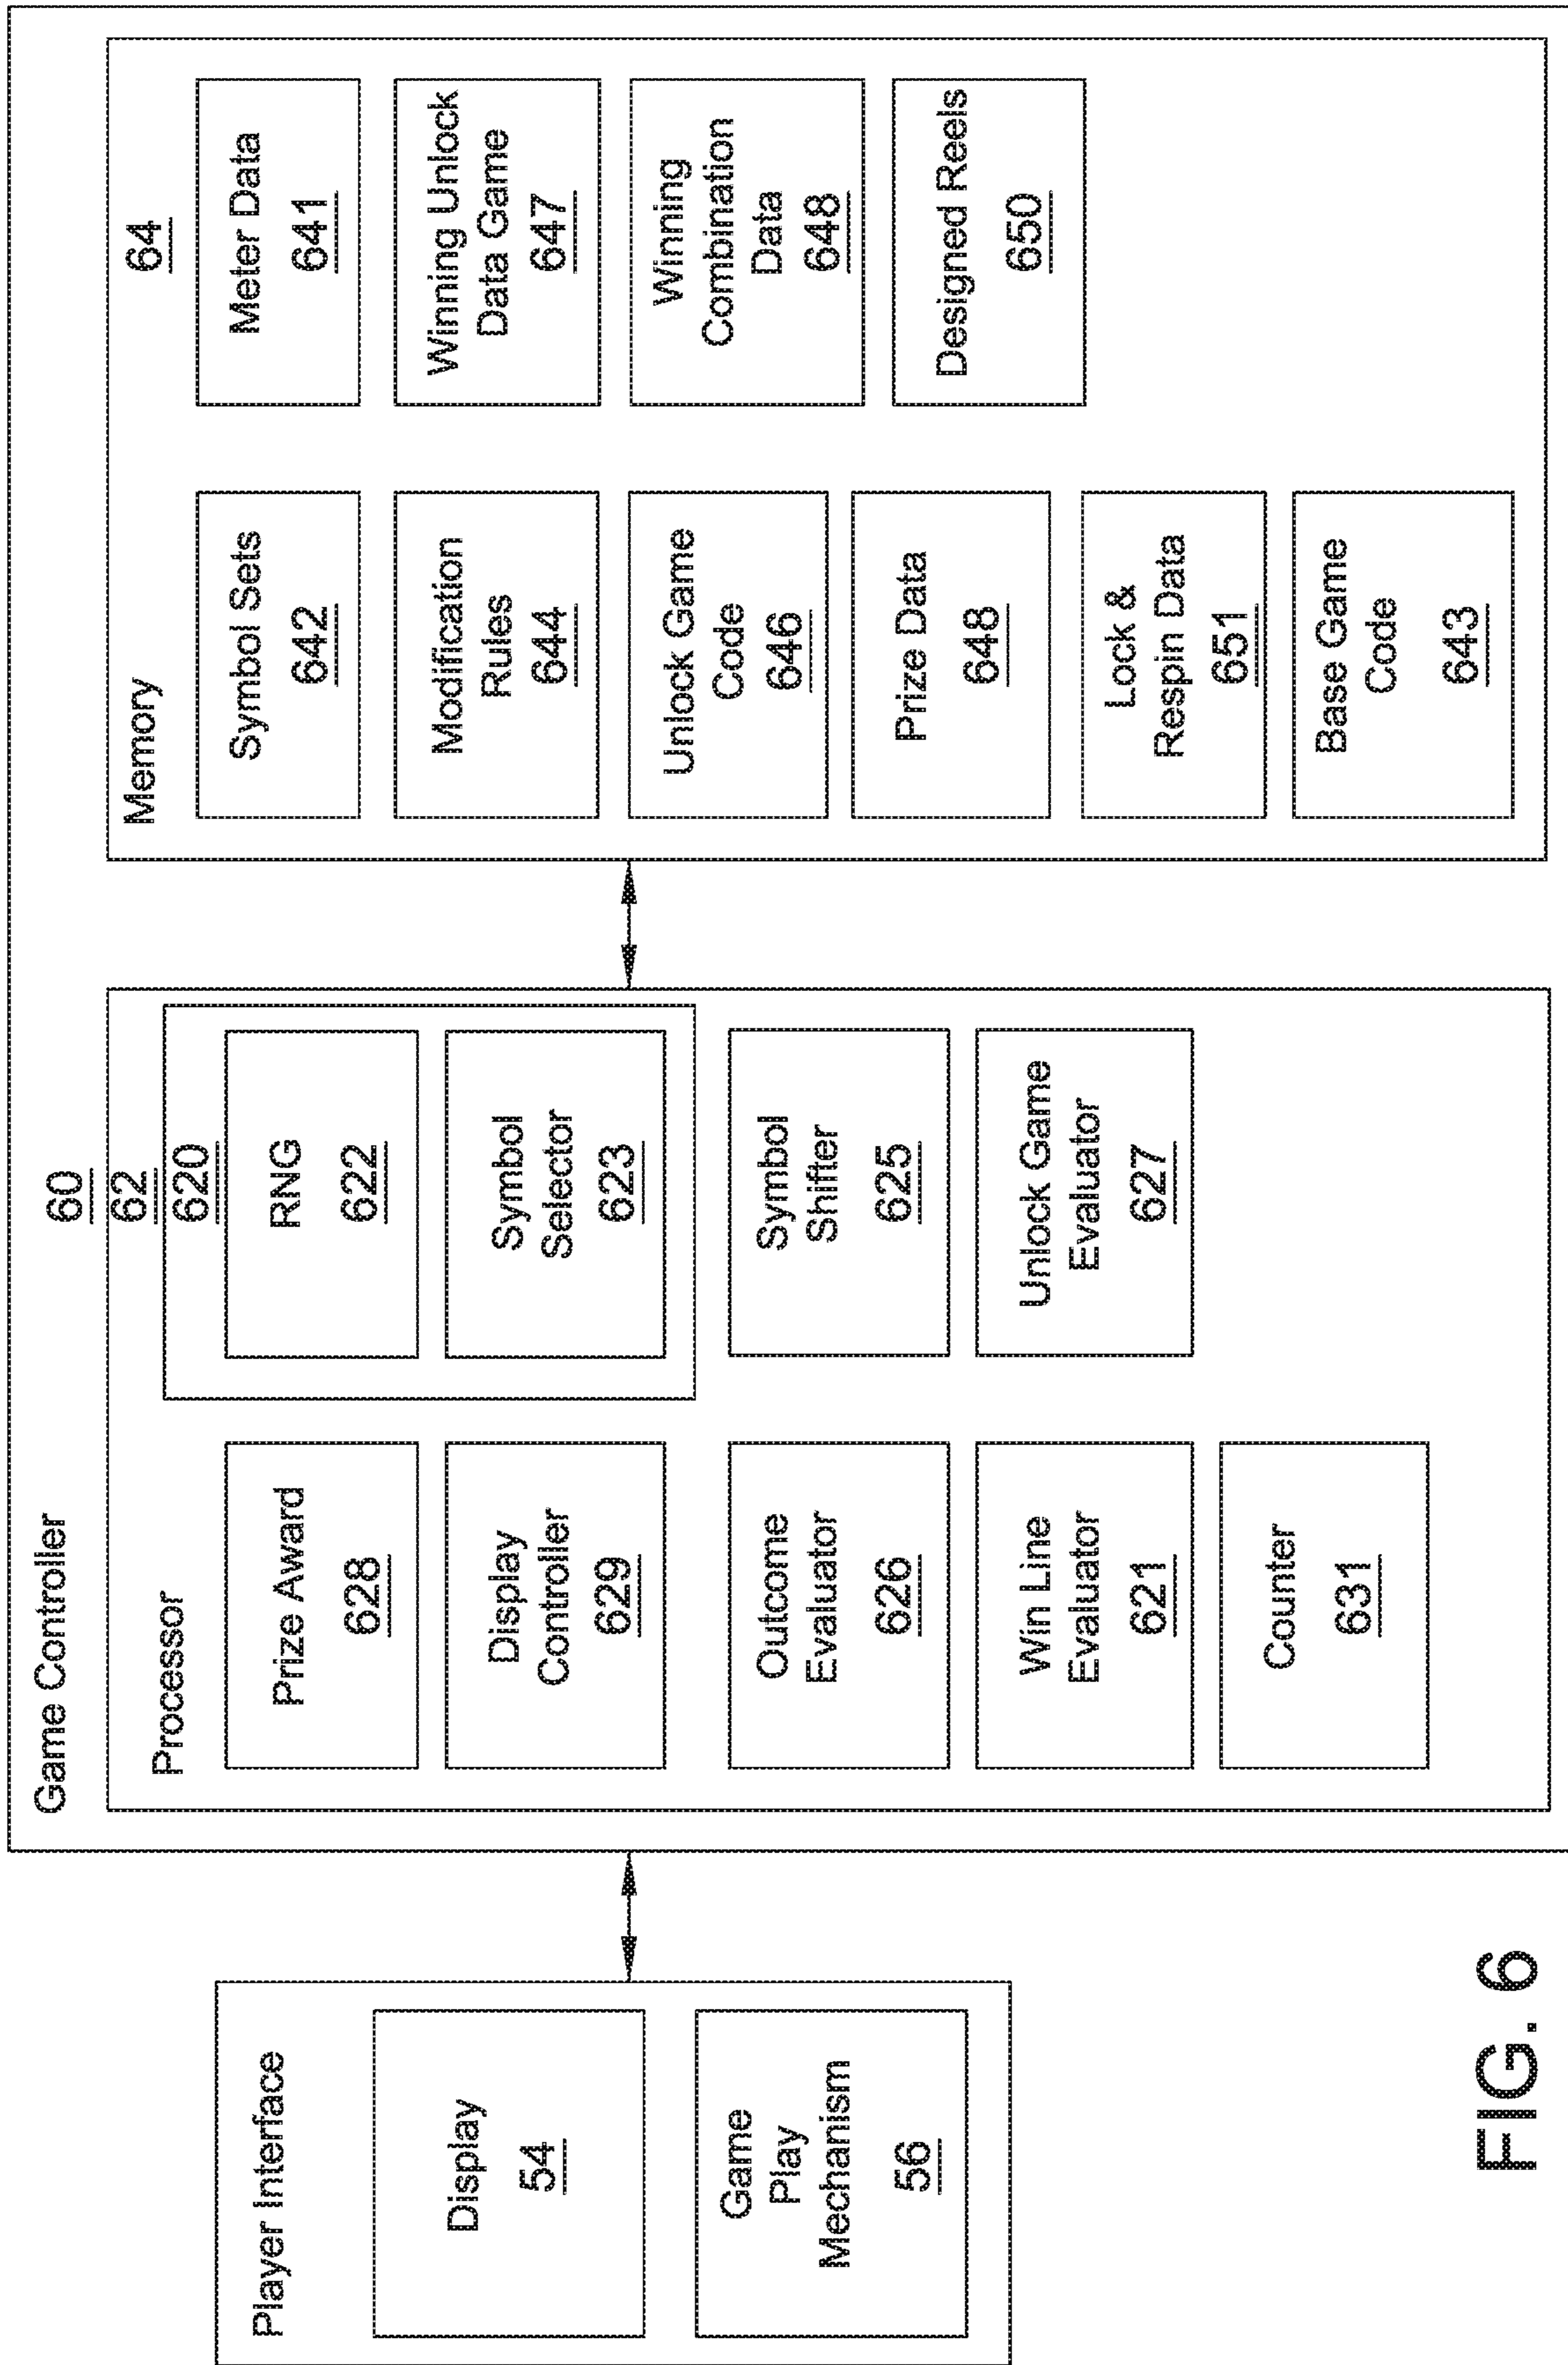 Game Controller
60
Player Interface
Display
54
Game
Play
Mechanism
56
Processor
62
620
Prize Award
628
RNG
622
Display
Controller
629
Symbol
Selector
623
Outcome
Evaluator
626
Symbol
Shifter
625
Win Line
Evaluator
621
Unlock Game
Evaluator
627
Counter
631
Memory
64
Symbol Sets
642
Meter Data
641
Modification
Rules
644
Winning Unlock
Data Game
647
Unlock Game
Code
646
Winning
Combination
Data
648
Prize Data
648
Designed Reels
650
Lock &
Respin Data
651
Base Game
Code
643
FIG. 6